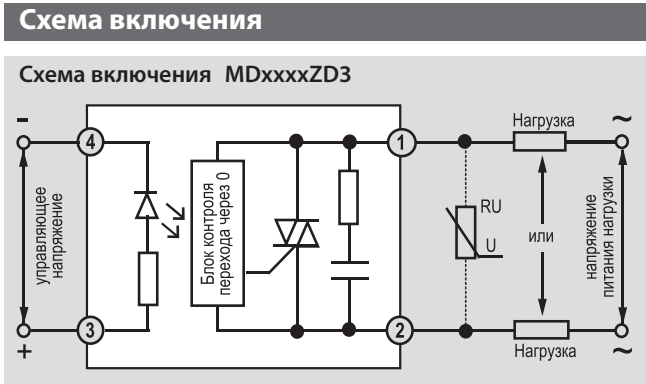 Схема включения
Схема включения MDxxxxZD3
-
4
1
Нагрузка
~
управляющее
напряжение
Блок контроля
перехода через 0
RU
U
или
напряжение
питания нагрузки
3
2
+
Нагрузка
~